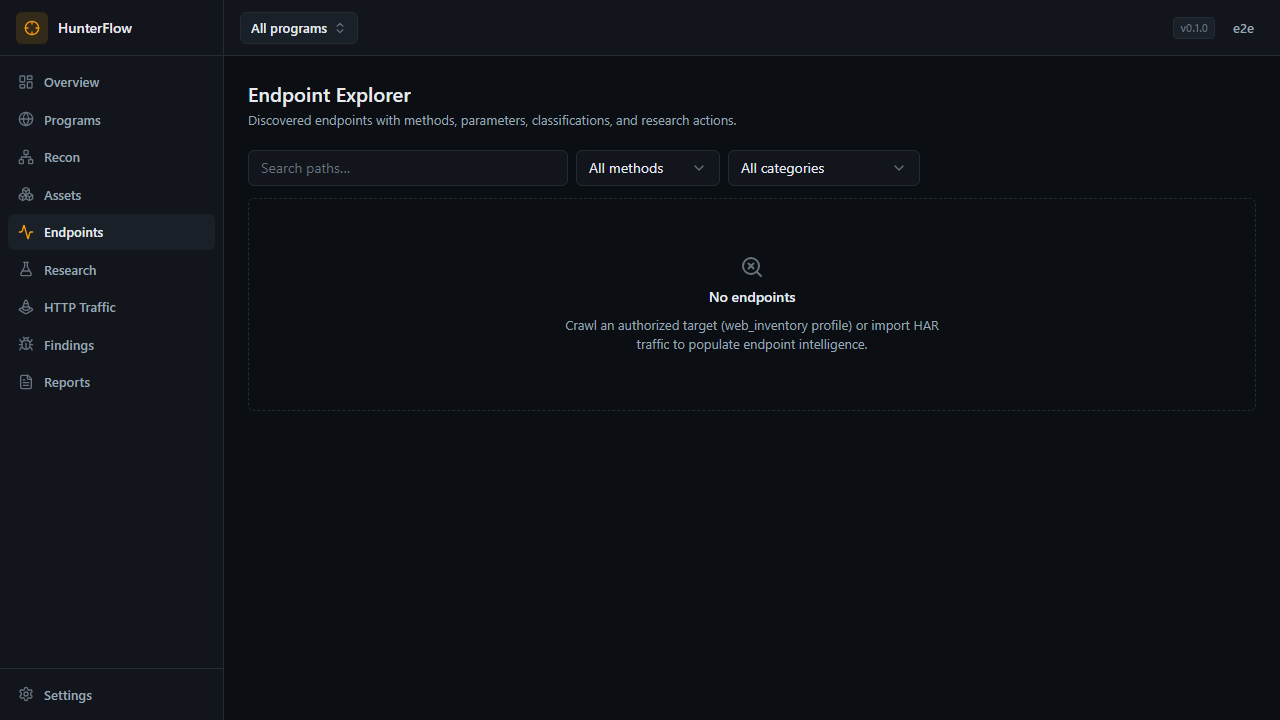 HunterFlow
All programs
v0.1.0
e2e
Overview
Programs
Recon
Assets
Endpoints
Research
HTTP Traffic
Findings
Reports
Settings
Endpoint Explorer
Discovered endpoints with methods, parameters, classifications, and research actions.
Search paths...
All methods
All categories
No endpoints
Crawl an authorized target (web_inventory profile) or import HAR
traffic to populate endpoint intelligence.